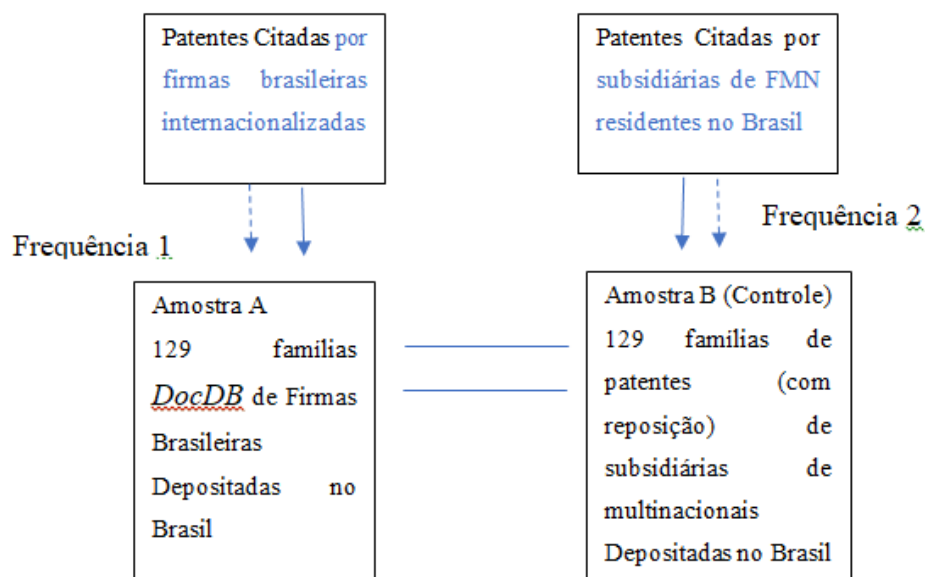 Patentes Citadas por
firmas brasileiras
internacionalizadas
Patentes Citadas por
subsidiárias de FMN
residentes no Brasil
Frequência 1
Frequência 2
Amostra A
129 famílias
DocDB de Firmas
Brasileiras
Depositadas no
Brasil
Amostra B (Controle)
129 famílias de
patentes (com
reposição) de
subsidiárias de
multinacionais
Depositadas no Brasil